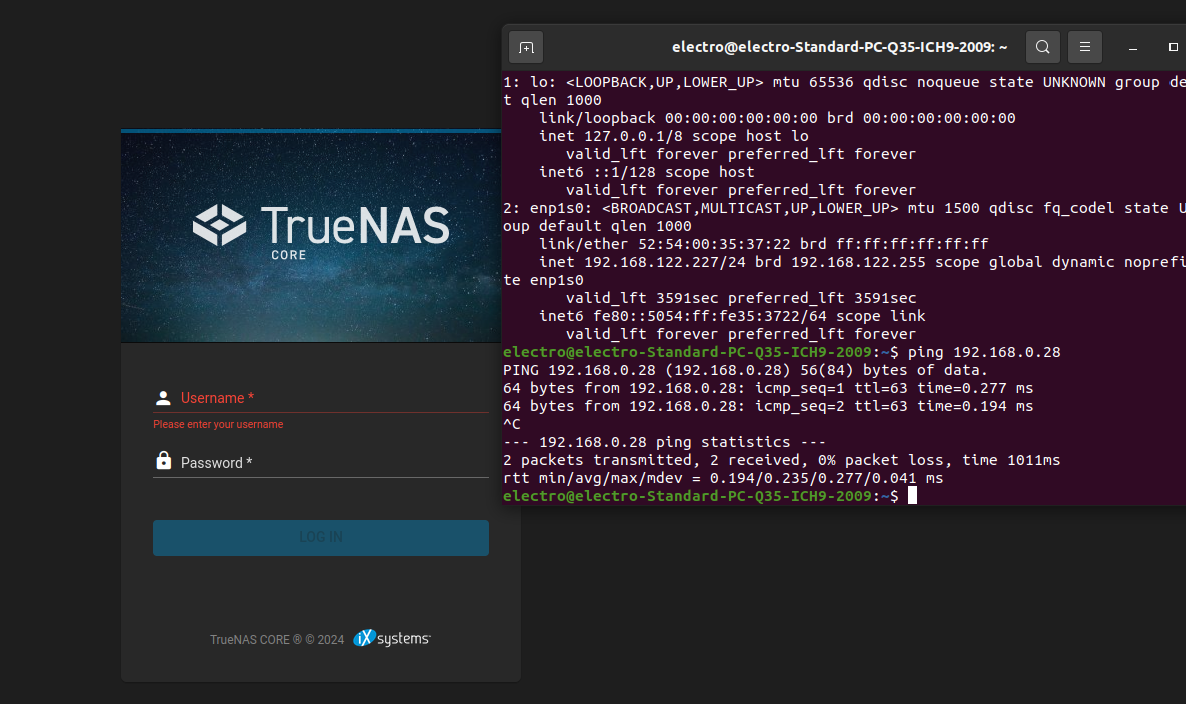 electro@electro-Standard-PC-Q35-ICH9-2009: ~
1: lo: <LOOPBACK,UP,LOWER_UP> mtu 65536 qdisc noqueue state UNKNOWN group de
t qlen 1000
    link/loopback 00:00:00:00:00:00 brd 00:00:00:00:00:00
    inet 127.0.0.1/8 scope host lo
       valid_lft forever preferred_lft forever
    inet6 ::1/128 scope host
       valid_lft forever preferred_lft forever
2: enp1s0: <BROADCAST,MULTICAST,UP,LOWER_UP> mtu 1500 qdisc fq_codel state U
oup default qlen 1000
    link/ether 52:54:00:35:37:22 brd ff:ff:ff:ff:ff:ff
    inet 192.168.122.227/24 brd 192.168.122.255 scope global dynamic noprefi
te enp1s0
       valid_lft 3591sec preferred_lft 3591sec
    inet6 fe80::5054:ff:fe35:3722/64 scope link
       valid_lft forever preferred_lft forever
electro@electro-Standard-PC-Q35-ICH9-2009:~$ ping 192.168.0.28
PING 192.168.0.28 (192.168.0.28) 56(84) bytes of data.
64 bytes from 192.168.0.28: icmp_seq=1 ttl=63 time=0.277 ms
64 bytes from 192.168.0.28: icmp_seq=2 ttl=63 time=0.194 ms
^C
--- 192.168.0.28 ping statistics ---
2 packets transmitted, 2 received, 0% packet loss, time 1011ms
rtt min/avg/max/mdev = 0.194/0.235/0.277/0.041 ms
electro@electro-Standard-PC-Q35-ICH9-2009:~$
TrueNAS
CORE
Username *
Please enter your username
Password *
LOG IN
TrueNAS CORE ® © 2024 iXsystems